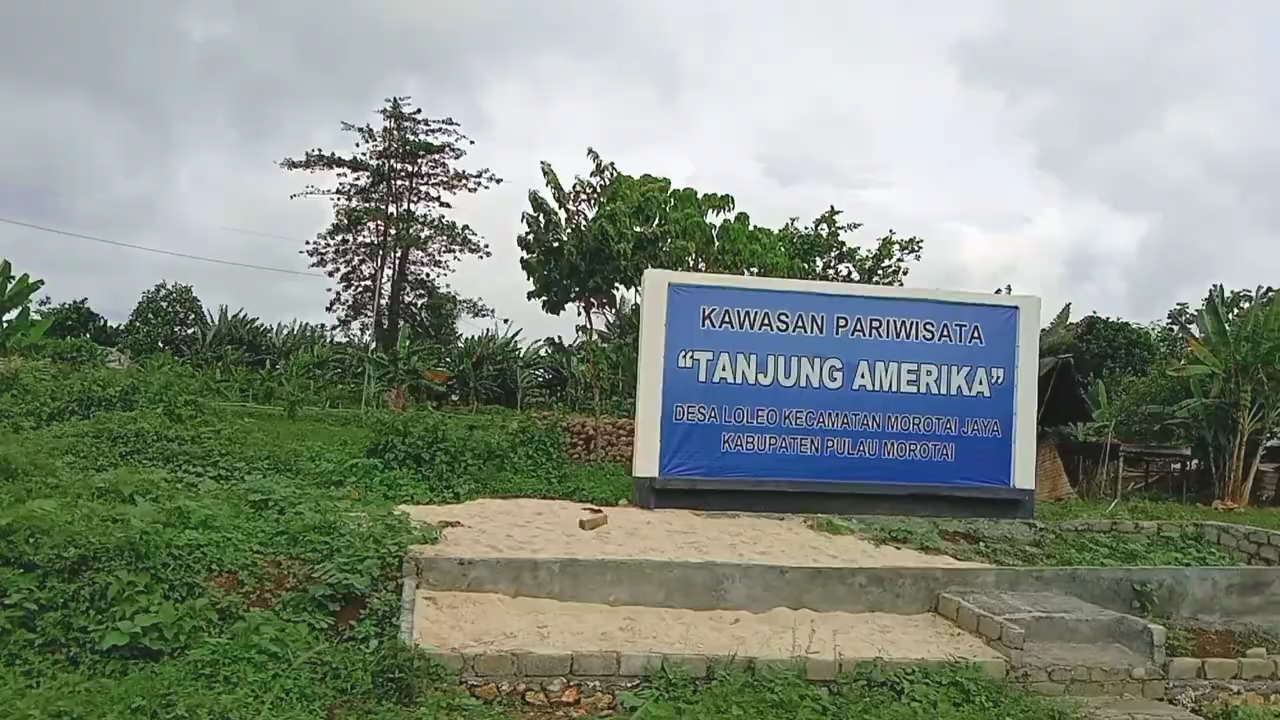 KAWASAN PARIWISATA
“TANJUNG AMERIKA”
DESA LOLEO KECAMATAN MOROTAI JAYA
KABUPATEN PULAU MOROTAI